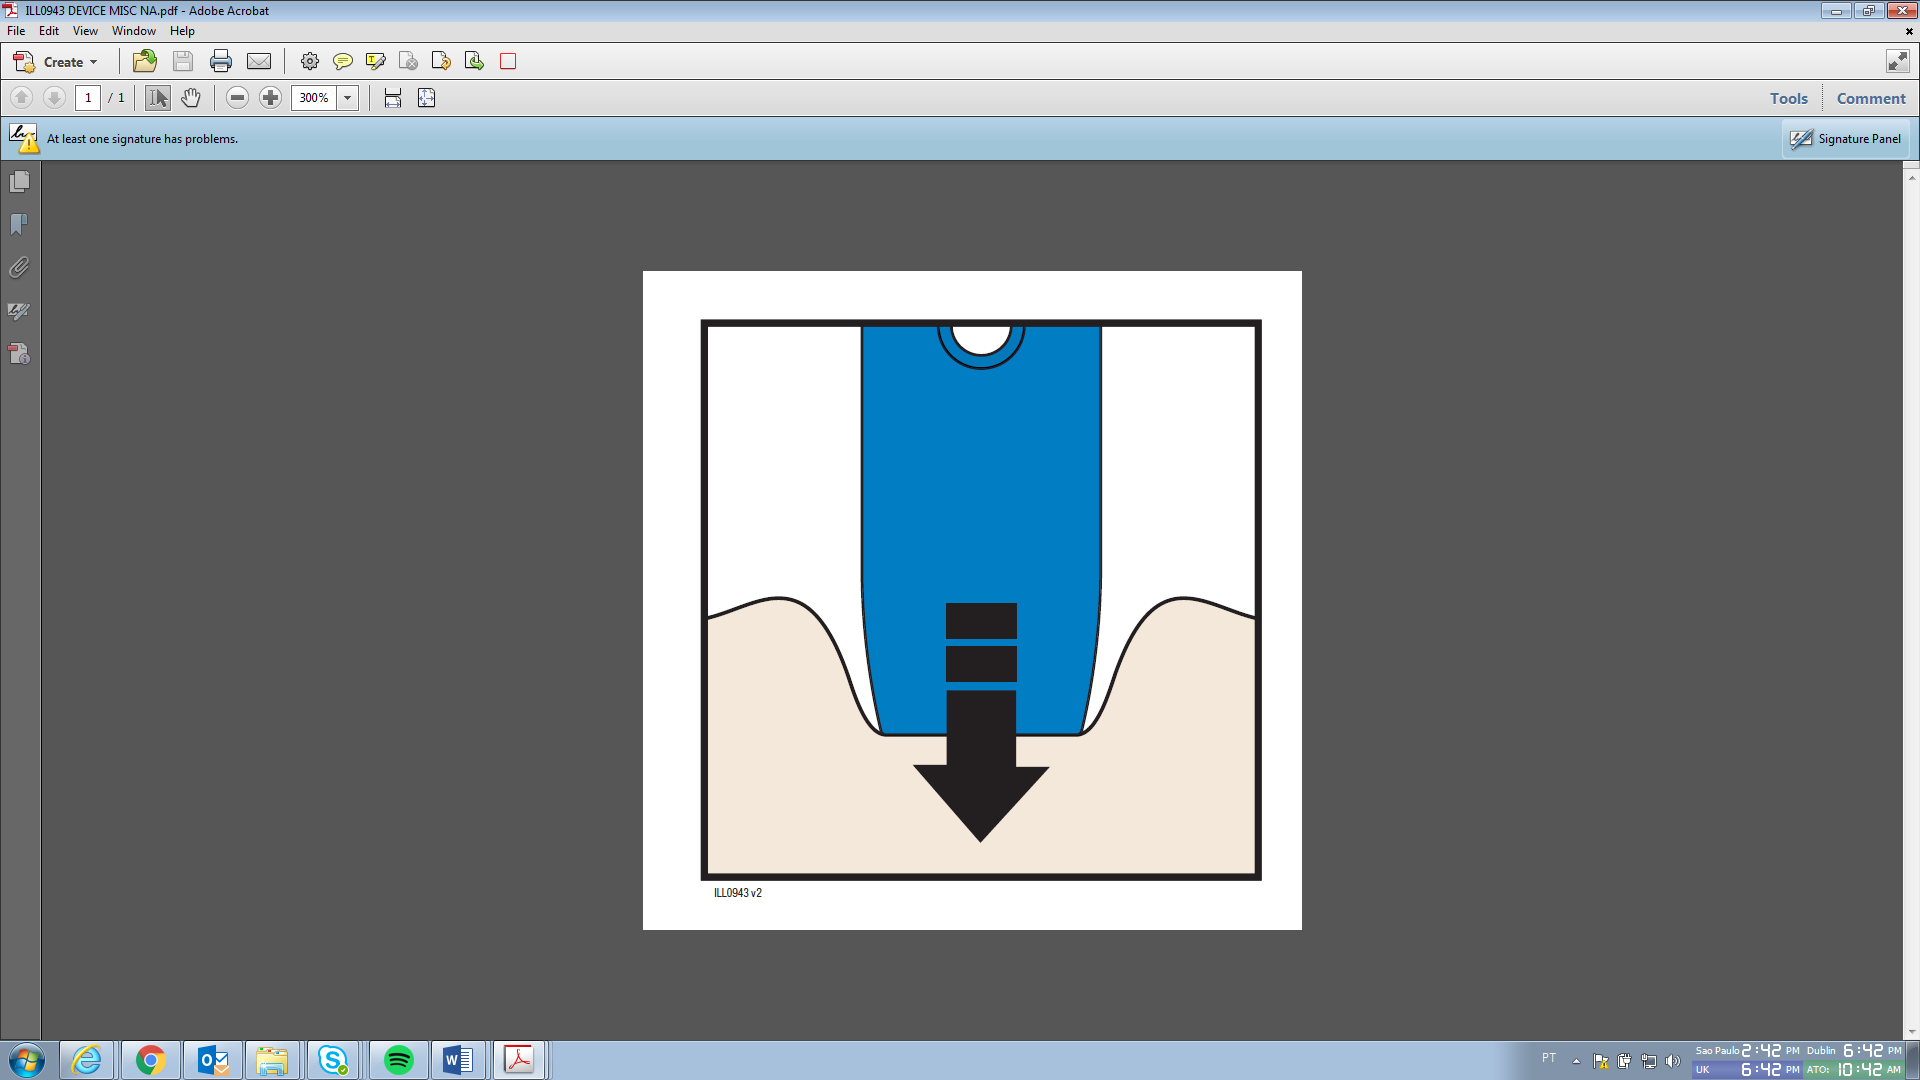 ILL0943 DEVICE MISC NA.pdf - Adobe Acrobat
File Edit View Window Help
Create
1 / 1 300% Tools Comment
At least one signature has problems. Signature Panel
ILL0943 v2
PT
Sao Paulo 2:42 PM Dublin 6:42 PM
UK 6:42 PM ATO: 10:42 AM